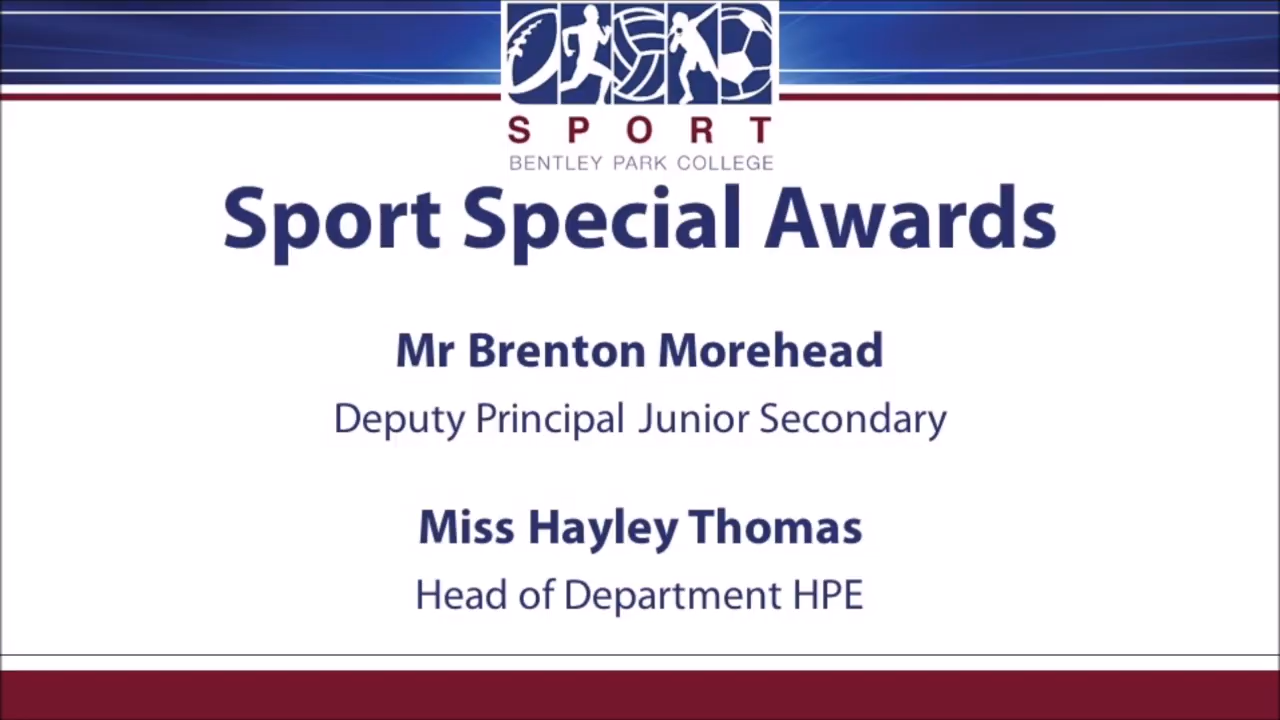 SPORT
BENTLEY PARK COLLEGE
Sport Special Awards
Mr Brenton Morehead
Deputy Principal Junior Secondary
Miss Hayley Thomas
Head of Department HPE